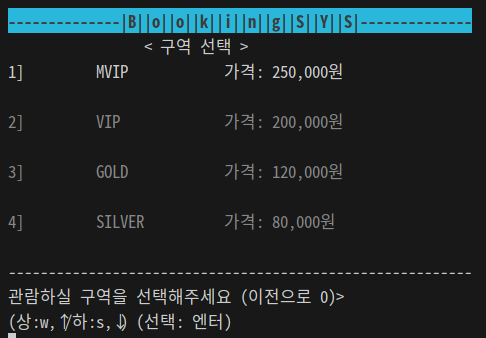 --------------|B||o||o||k||i||n||g||S||Y||S|--------------
< 구역 선택 >
1] MVIP 가격: 250,000원
2] VIP 가격: 200,000원
3] GOLD 가격: 120,000원
4] SILVER 가격: 80,000원
----------------------------------------------------------
관람하실 구역을 선택해주세요 (이전으로 0)>
(상:w,↑/하:s,↓) (선택: 엔터)